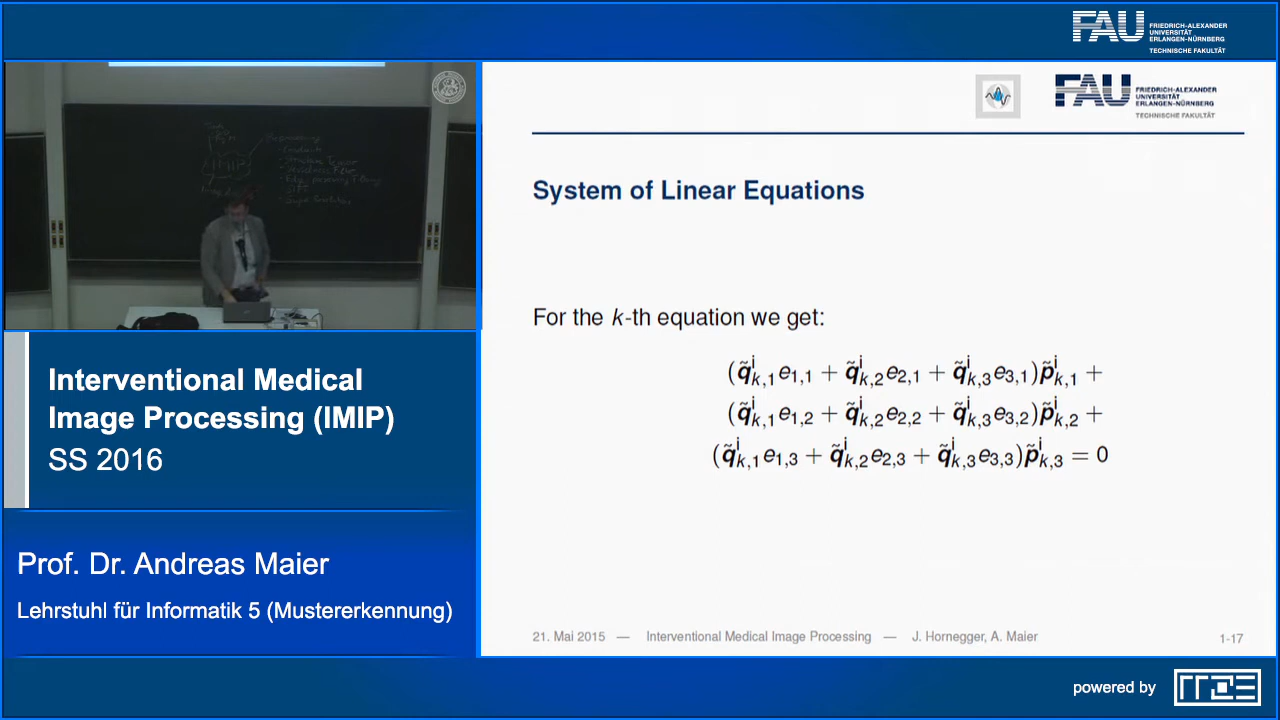 FAU FRIEDRICH-ALEXANDER
UNIVERSITÄT
ERLANGEN-NÜRNBERG
TECHNISCHE FAKULTÄT
FAU FRIEDRICH-ALEXANDER
UNIVERSITÄT
ERLANGEN-NÜRNBERG
TECHNISCHE FAKULTÄT
System of Linear Equations
For the k-th equation we get:
(q̃ⁱₖ,₁e₁,₁ + q̃ⁱₖ,₂e₂,₁ + q̃ⁱₖ,₃e₃,₁)p̃ⁱₖ,₁ +
(q̃ⁱₖ,₁e₁,₂ + q̃ⁱₖ,₂e₂,₂ + q̃ⁱₖ,₃e₃,₂)p̃ⁱₖ,₂ +
(q̃ⁱₖ,₁e₁,₃ + q̃ⁱₖ,₂e₂,₃ + q̃ⁱₖ,₃e₃,₃)p̃ⁱₖ,₃ = 0
21. Mai 2015 — Interventional Medical Image Processing — J. Hornegger, A. Maier
1-17
Interventional Medical
Image Processing (IMIP)
SS 2016
Prof. Dr. Andreas Maier
Lehrstuhl für Informatik 5 (Mustererkennung)
powered by